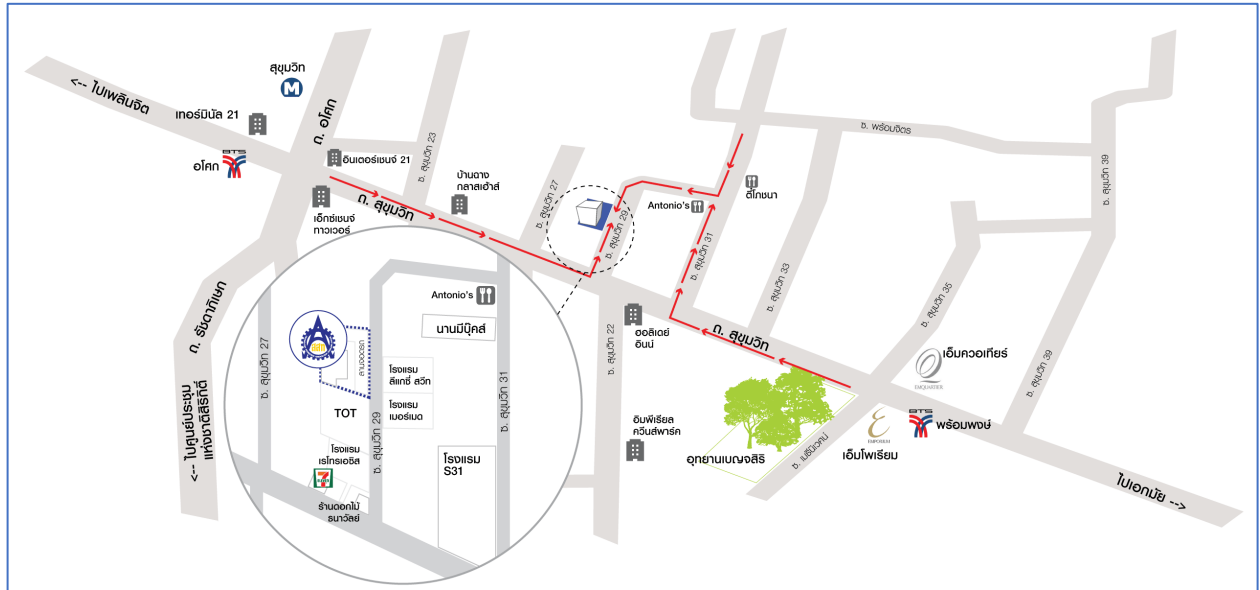 <-- ไปเพลินจิต
สุขุมวิท
M
เทอร์มินัล 21
ถ. อโศก
BTS
อโศก
อินเตอร์เชนจ์ 21
เอ็กซ์เชนจ์
ทาวเวอร์
ถ. สุขุมวิท
ซ. สุขุมวิท 23
บ้านฉาง
กลาสเฮ้าส์
ซ. สุขุมวิท 27
ซ. สุขุมวิท 29
Antonio's
ตี๋โภชนา
ซ. สุขุมวิท 31
ซ. สุขุมวิท 33
ซ. พร้อมจิตร
ซ. สุขุมวิท 39
ซ. สุขุมวิท 35
ซ. สุขุมวิท 39
ถ. รัชดาภิเษก
<-- ไปศูนย์ประชุม
แห่งชาติสิริกิติ์
ซ. สุขุมวิท 22
ฮอลิเดย์
อินน์
ถ. สุขุมวิท
อิมพีเรียล
ควีนส์พาร์ค
อุทยานเบญจสิริ
ซ. เมธีนิเวศน์
เอ็มควอเทียร์
EMQUARTIER
EMPORIUM
เอ็มโพเรียม
BTS
พร้อมพงษ์
ไปเอกมัย -->
ซ. สุขุมวิท 27
ลานจอดรถ
TOT
โรงแรม
เรโทรเอซิส
7
ELEVEN
ร้านดอกไม้
ธนาวัลย์
ซ. สุขุมวิท 29
Antonio's
นานมีบุ๊คส์
โรงแรม
ลีแกซี่ สวีท
โรงแรม
เมอร์เมด
โรงแรม
S31
ซ. สุขุมวิท 31